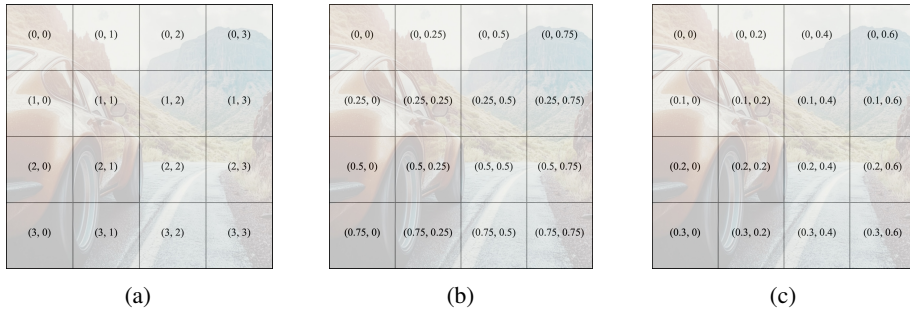 (0, 0) (0, 1) (0, 2) (0, 3) (0, 0) (0, 0.25) (0, 0.5) (0, 0.75) (0, 0) (0, 0.2) (0, 0.4) (0, 0.6)
(1, 0) (1, 1) (1, 2) (1, 3) (0.25, 0) (0.25, 0.25) (0.25, 0.5) (0.25, 0.75) (0.1, 0) (0.1, 0.2) (0.1, 0.4) (0.1, 0.6)
(2, 0) (2, 1) (2, 2) (2, 3) (0.5, 0) (0.5, 0.25) (0.5, 0.5) (0.5, 0.75) (0.2, 0) (0.2, 0.2) (0.2, 0.4) (0.2, 0.6)
(3, 0) (3, 1) (3, 2) (3, 3) (0.75, 0) (0.75, 0.25) (0.75, 0.5) (0.75, 0.75) (0.3, 0) (0.3, 0.2) (0.3, 0.4) (0.3, 0.6)
(a) (b) (c)